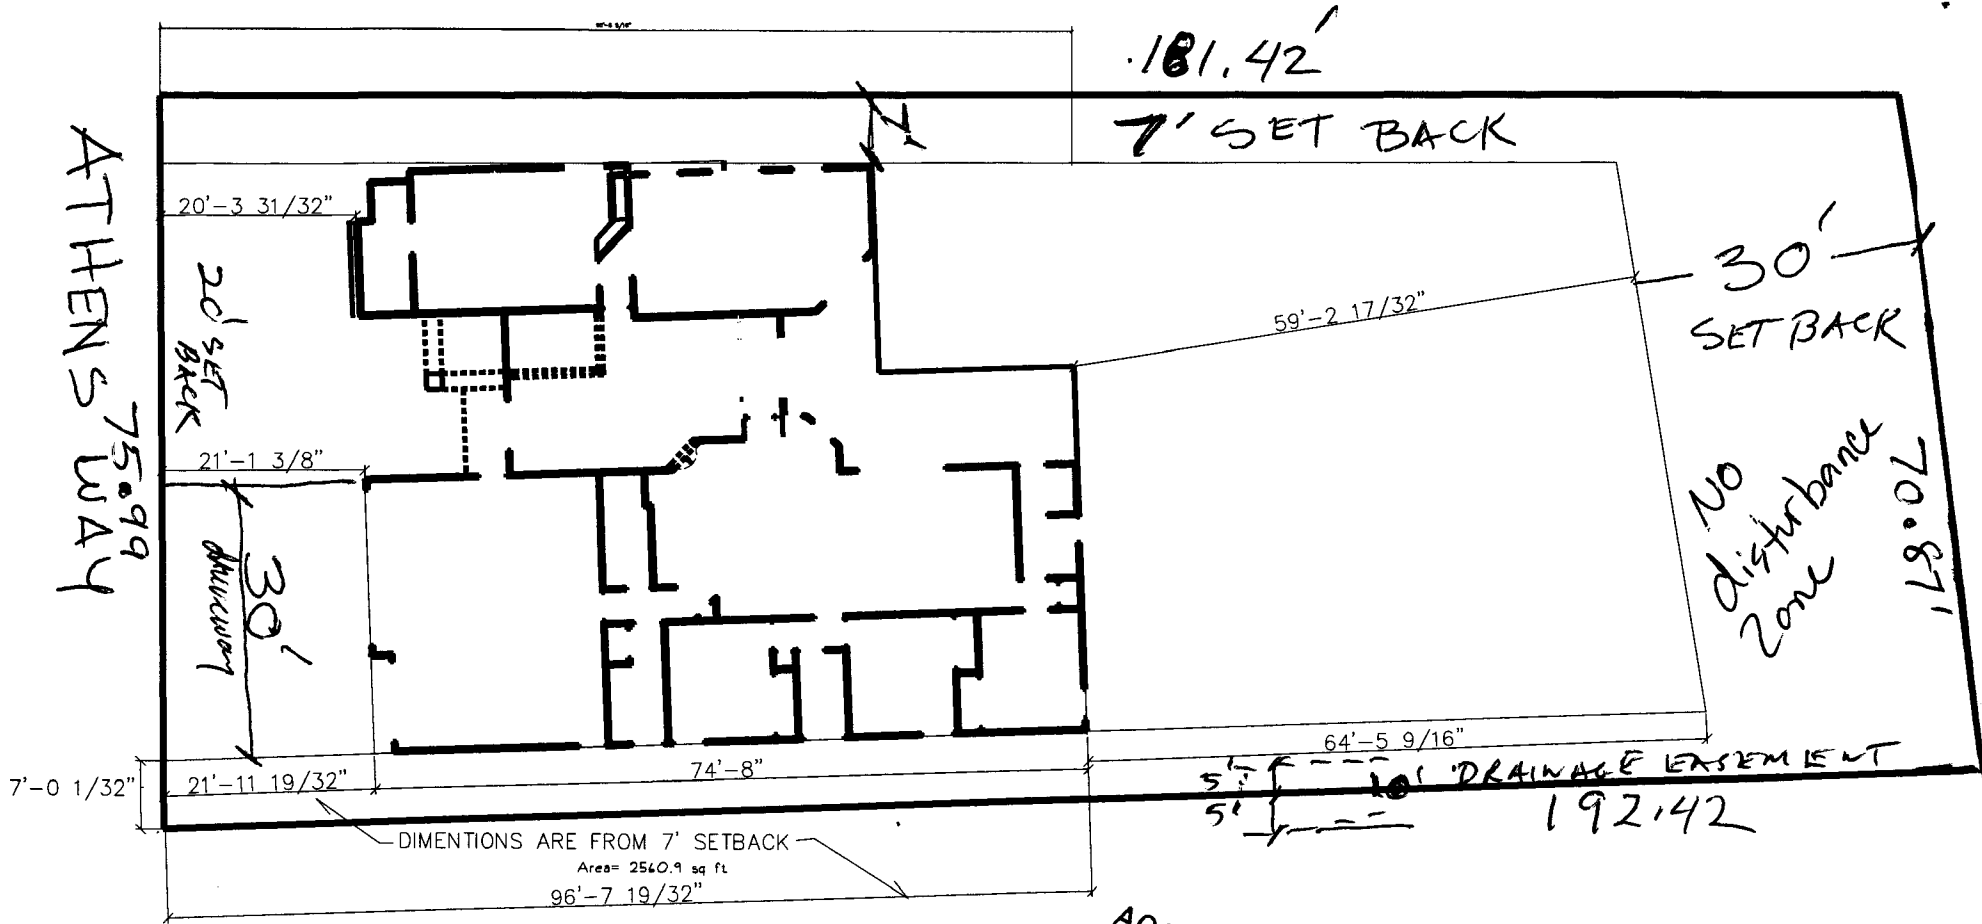 181.42'
7' SET BACK
7'
ATHENS WAY
75.99
20'-3 31/32"
20' SET
BACK
59'-2 17/32"
30'
SET BACK
21'-1 3/8"
30'
driveway
No
disturbance
Zone
70.87'
64'-5 9/16"
7'-0 1/32"
21'-11 19/32"
74'-8"
5'
5'
10' DRAINAGE EASEMENT
192.42
DIMENTIONS ARE FROM 7' SETBACK
Area= 2560.9 sq ft
96'-7 19/32"